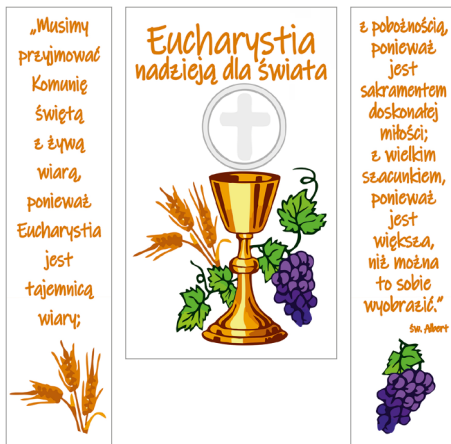 „Musimy
przyjmować
Komunię
świętą
z żywą
wiarą,
ponieważ
Eucharystia
jest
tajemnicą
wiary;
Eucharystia
nadzieją dla świata
z pobożnością,
ponieważ
jest
sakramentem
doskonałej
miłości;
z wielkim
szacunkiem,
ponieważ
jest
większa,
niż można
to sobie
wyobrazić.”
św. Albert